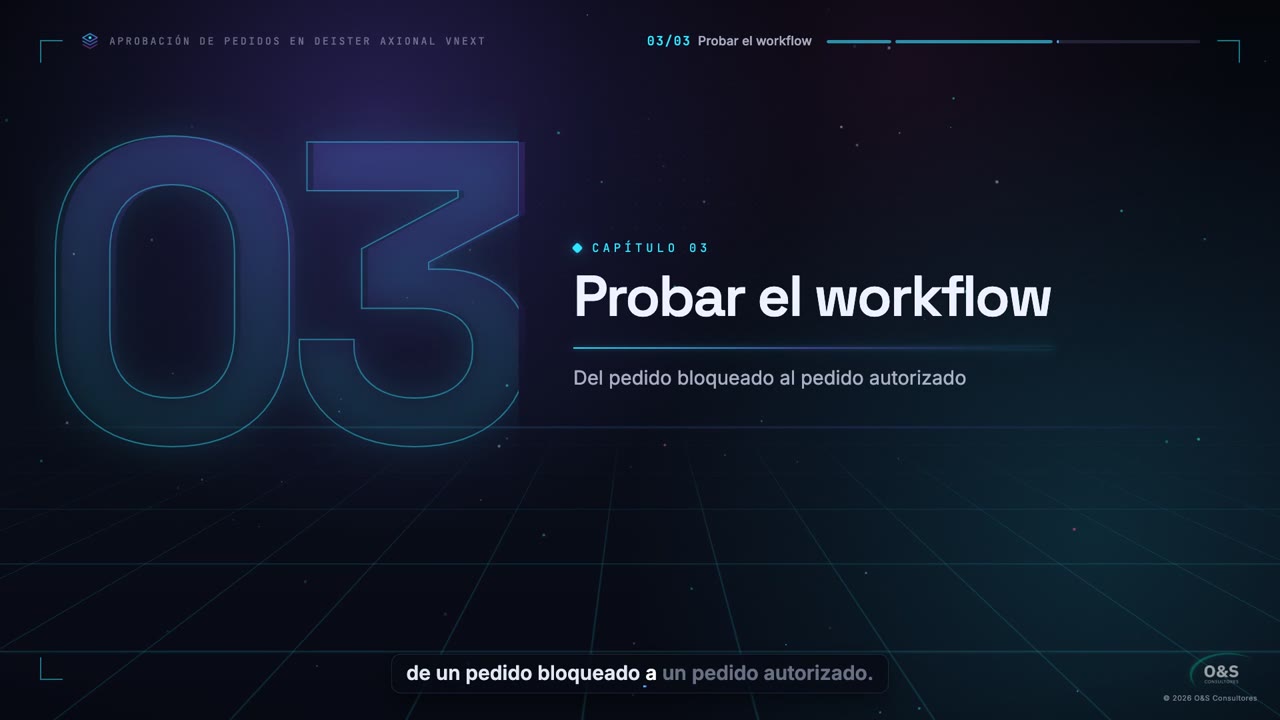 APROBACIÓN DE PEDIDOS EN DEISTER AXIONAL VNEXT
03/03 Probar el workflow
03
CAPÍTULO 03
Probar el workflow
Del pedido bloqueado al pedido autorizado
de un pedido bloqueado a un pedido autorizado.
O&S
CONSULTORES
© 2026 O&S Consultores